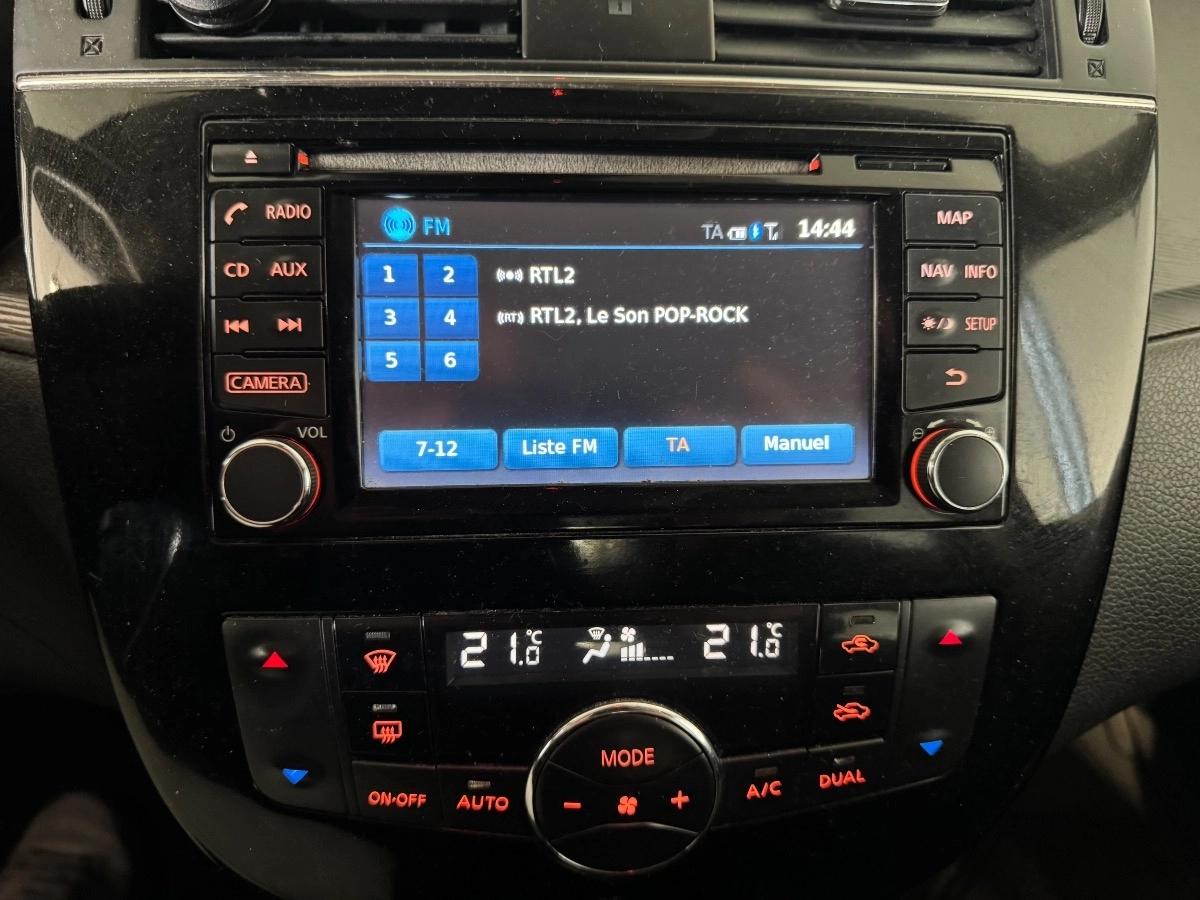 FM TA 14:44
RADIO
CD AUX
CAMERA
VOL
1 2 RTL2
3 4 (RT) RTL2, Le Son POP-ROCK
5 6
7-12 Liste FM TA Manuel
MAP
NAV INFO
SETUP
21.0°C 21.0°C
MODE
ON·OFF AUTO - + A/C DUAL